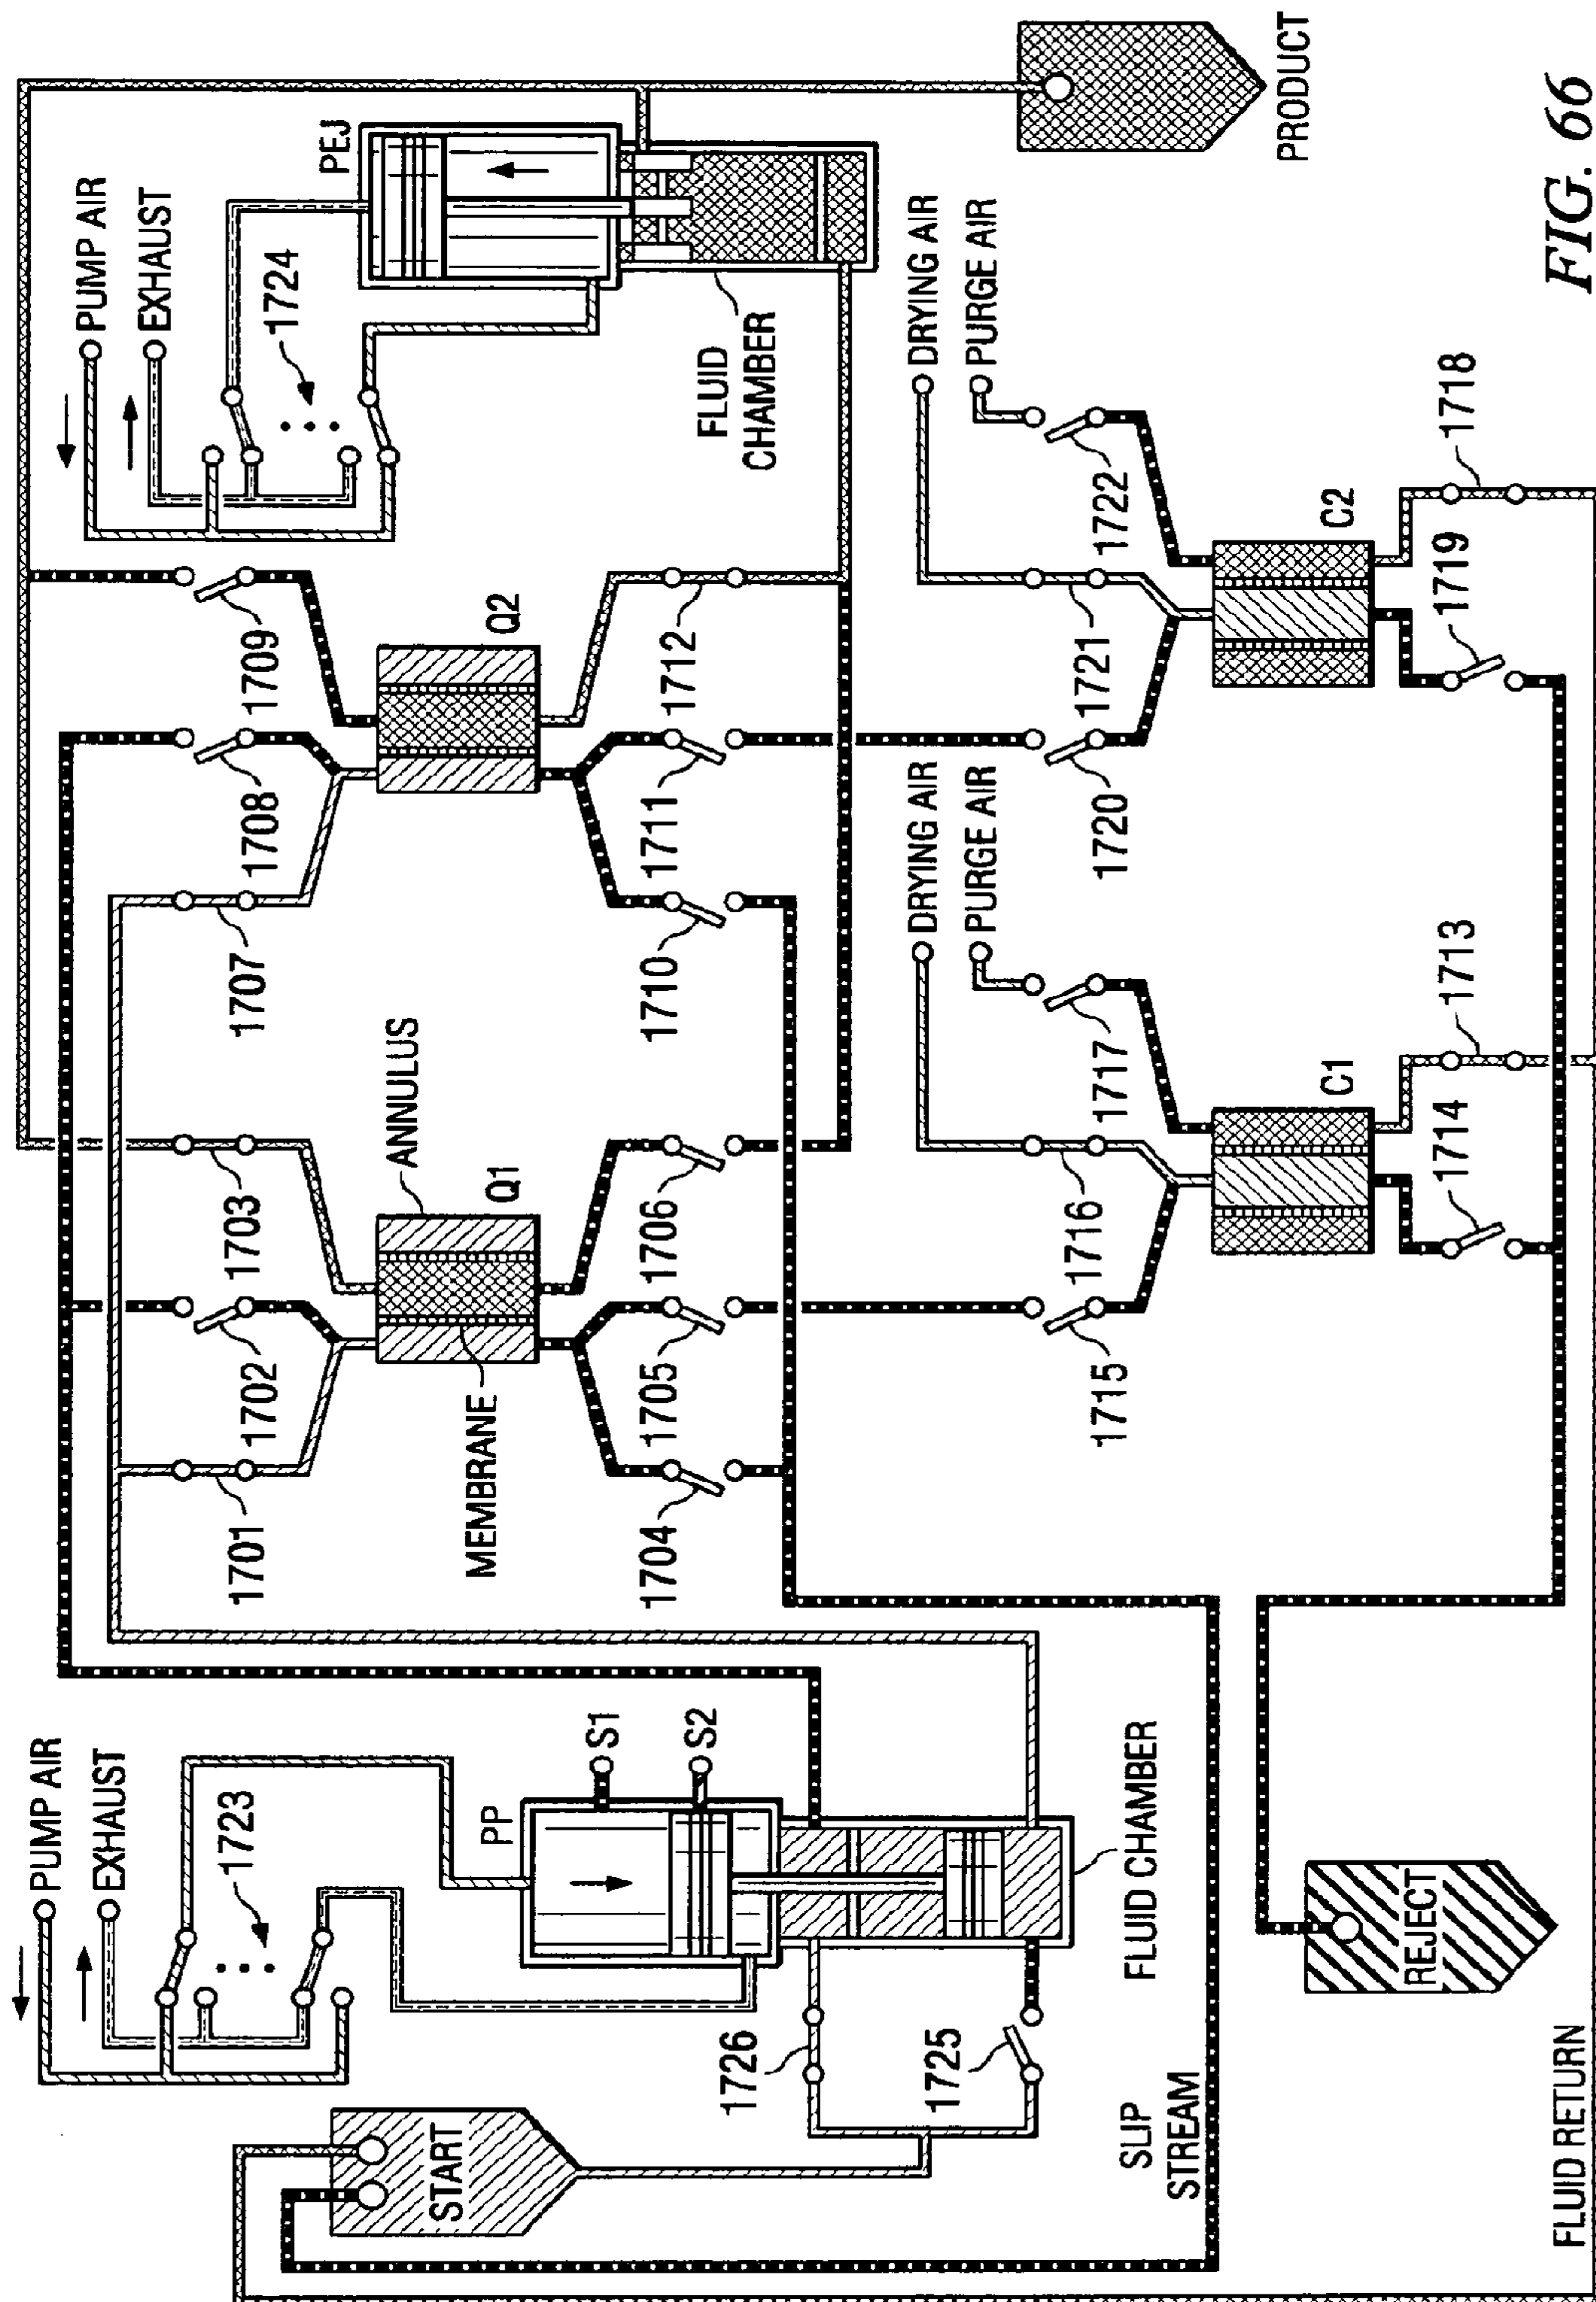 PUMP AIR
EXHAUST
1723
START
PP
S1
S2
1726
1725
FLUID CHAMBER
SLIP
STREAM
REJECT
FLUID RETURN
1701
1702
1703
ANNULUS
MEMBRANE
Q1
1704
1705
1706
1707
1708
1709
Q2
1710
1711
1712
PUMP AIR
EXHAUST
1724
PEJ
FLUID
CHAMBER
PRODUCT
DRYING AIR
PURGE AIR
1715
1716
1717
C1
1714
1713
DRYING AIR
PURGE AIR
1720
1721
1722
C2
1719
1718
FIG. 66